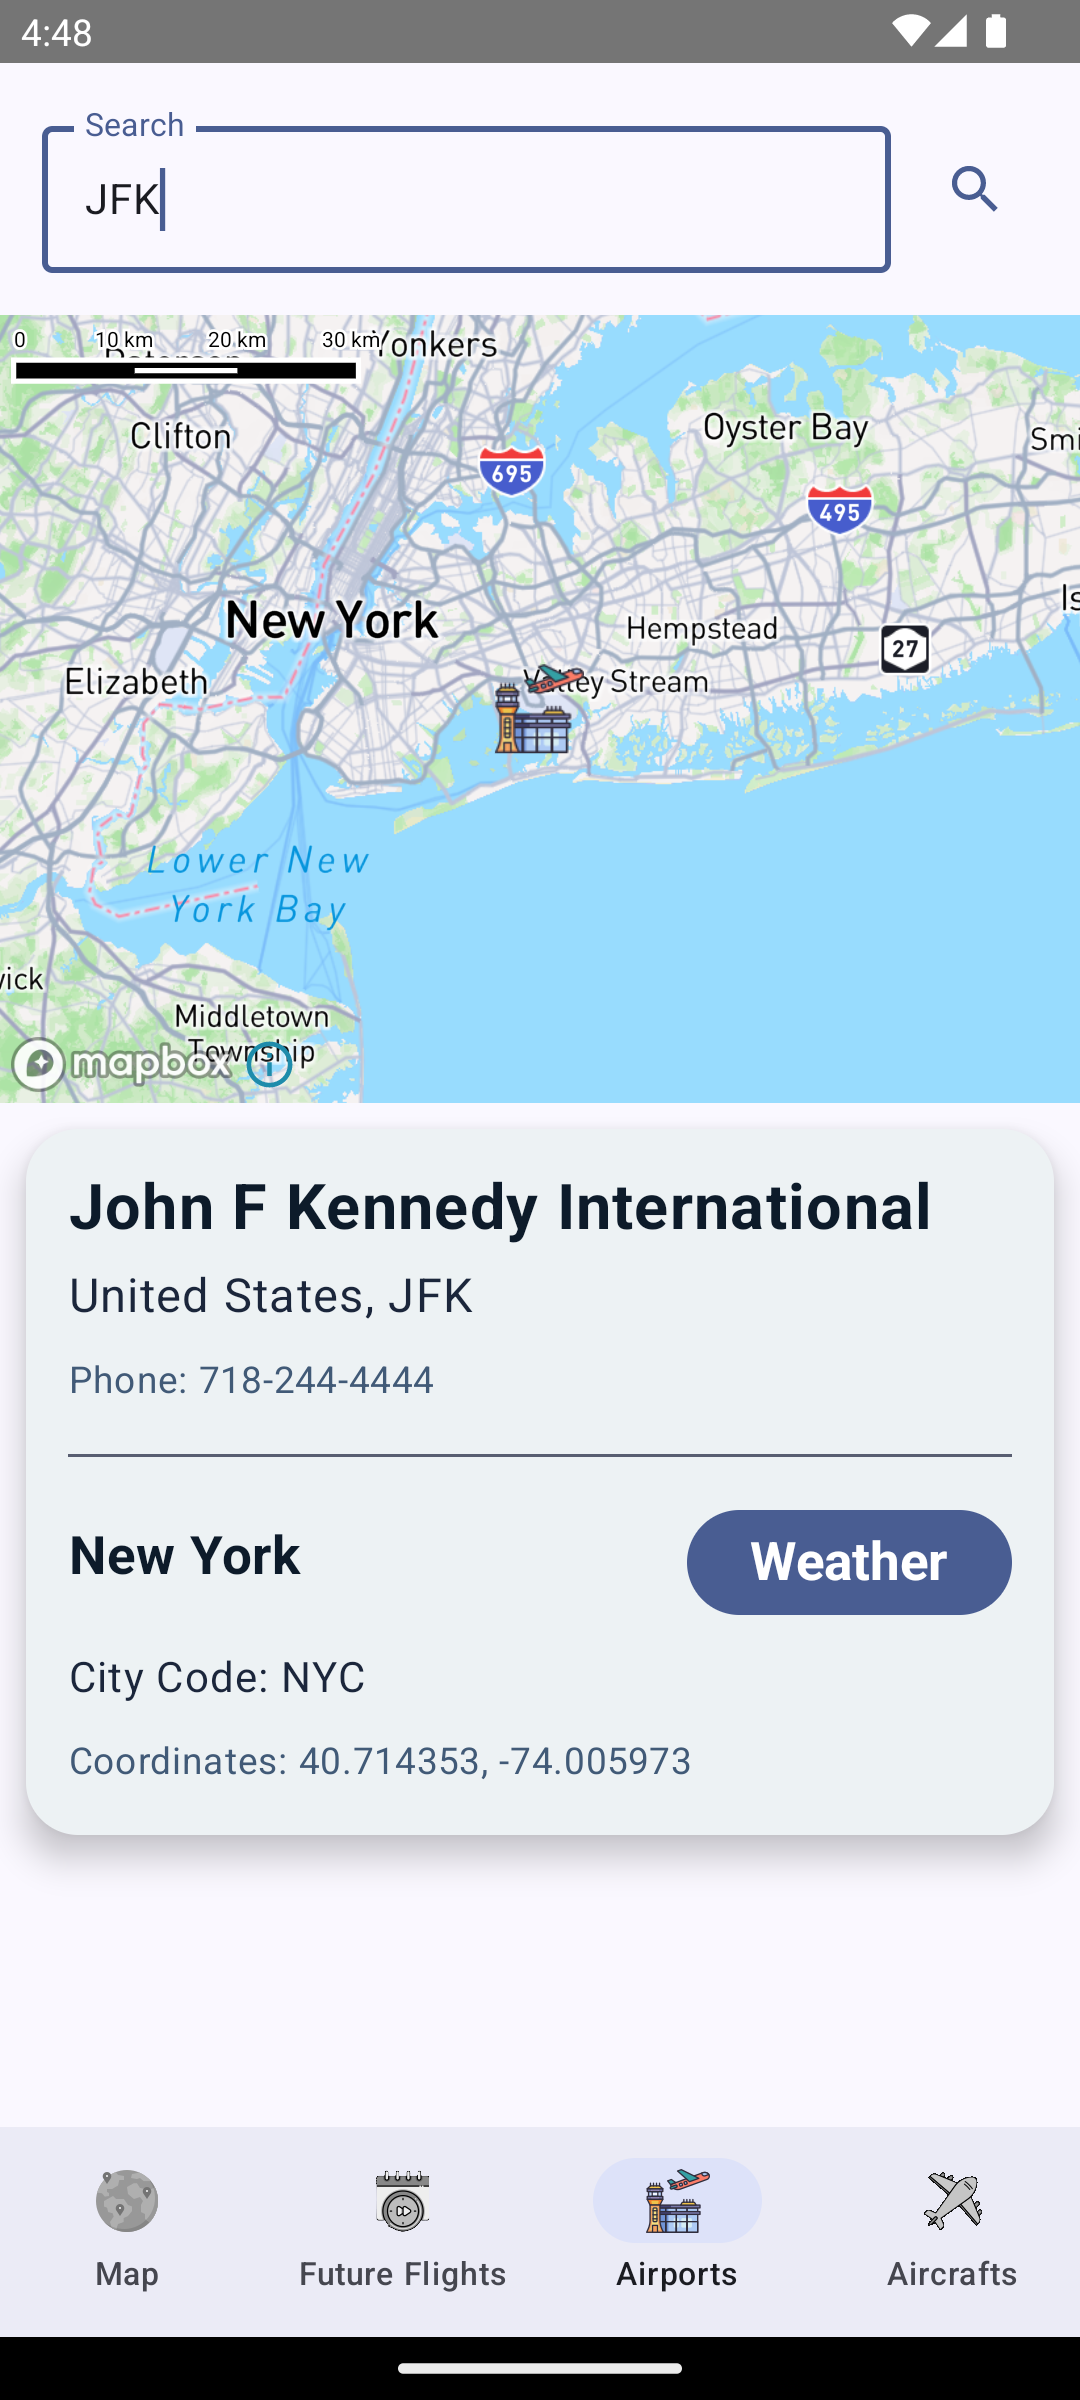 4:48
Search
JFK
0 10 km 20 km 30 km
Paterson
Yonkers
Clifton
Oyster Bay
Smi
695
495
New York
Hempstead
Is
27
Elizabeth
Valley Stream
Lower New
York Bay
wick
Middletown
Township
mapbox
John F Kennedy International
United States, JFK
Phone: 718-244-4444
New York
Weather
City Code: NYC
Coordinates: 40.714353, -74.005973
Map
Future Flights
Airports
Aircrafts